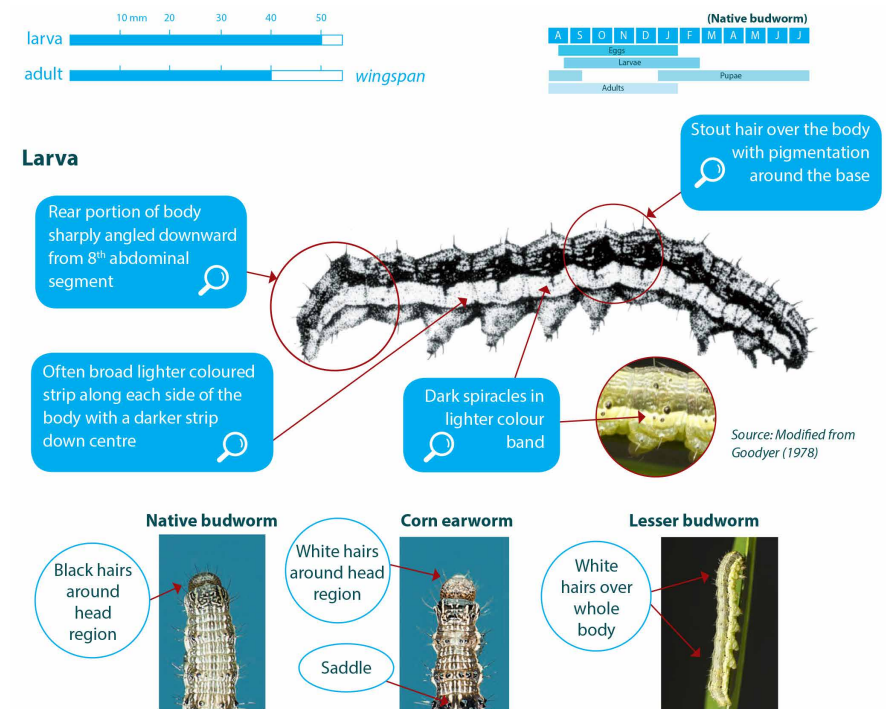 10 mm 20 30 40 50
larva
adult
wingspan
(Native budworm)
A S O N D J F M A M J J
Eggs
Larvae
Pupae
Adults
Larva
Stout hair over the body
with pigmentation
around the base
Rear portion of body
sharply angled downward
from 8th abdominal
segment
Often broad lighter coloured
strip along each side of the
body with a darker strip
down centre
Dark spiracles in
lighter colour
band
Source: Modified from
Goodyer (1978)
Native budworm
Black hairs
around
head
region
Corn earworm
White hairs
around head
region
Saddle
Lesser budworm
White
hairs over
whole
body